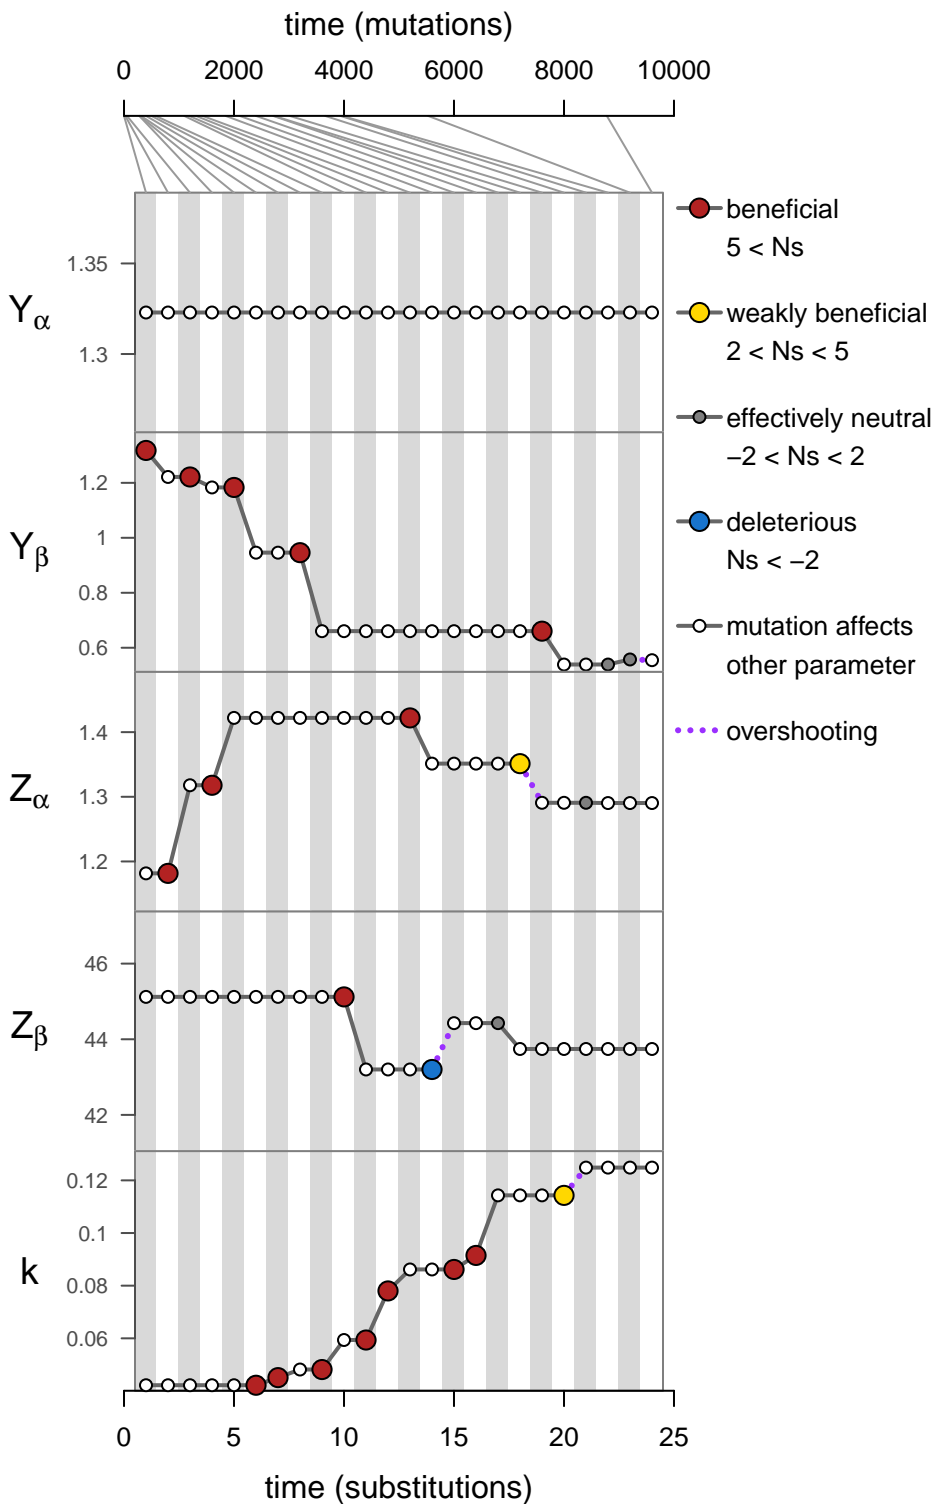 time (mutations)
0 2000 4000 6000 8000 10000
beneficial
5 < Ns
1.35
Yα
weakly beneficial
1.3
2 < Ns < 5
effectively neutral
−2 < Ns < 2
1.2
1
Yβ
deleterious
Ns < −2
0.8
0.6
mutation affects
other parameter
1.4
overshooting
Zα
1.3
1.2
46
Zβ
44
42
0.12
0.1
k
0.08
0.06
0 5 10 15 20 25
time (substitutions)